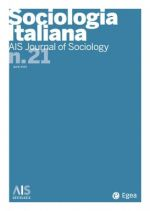 Sociologia
Italiana
AIS Journal of Sociology
n.21
AIS
Egea